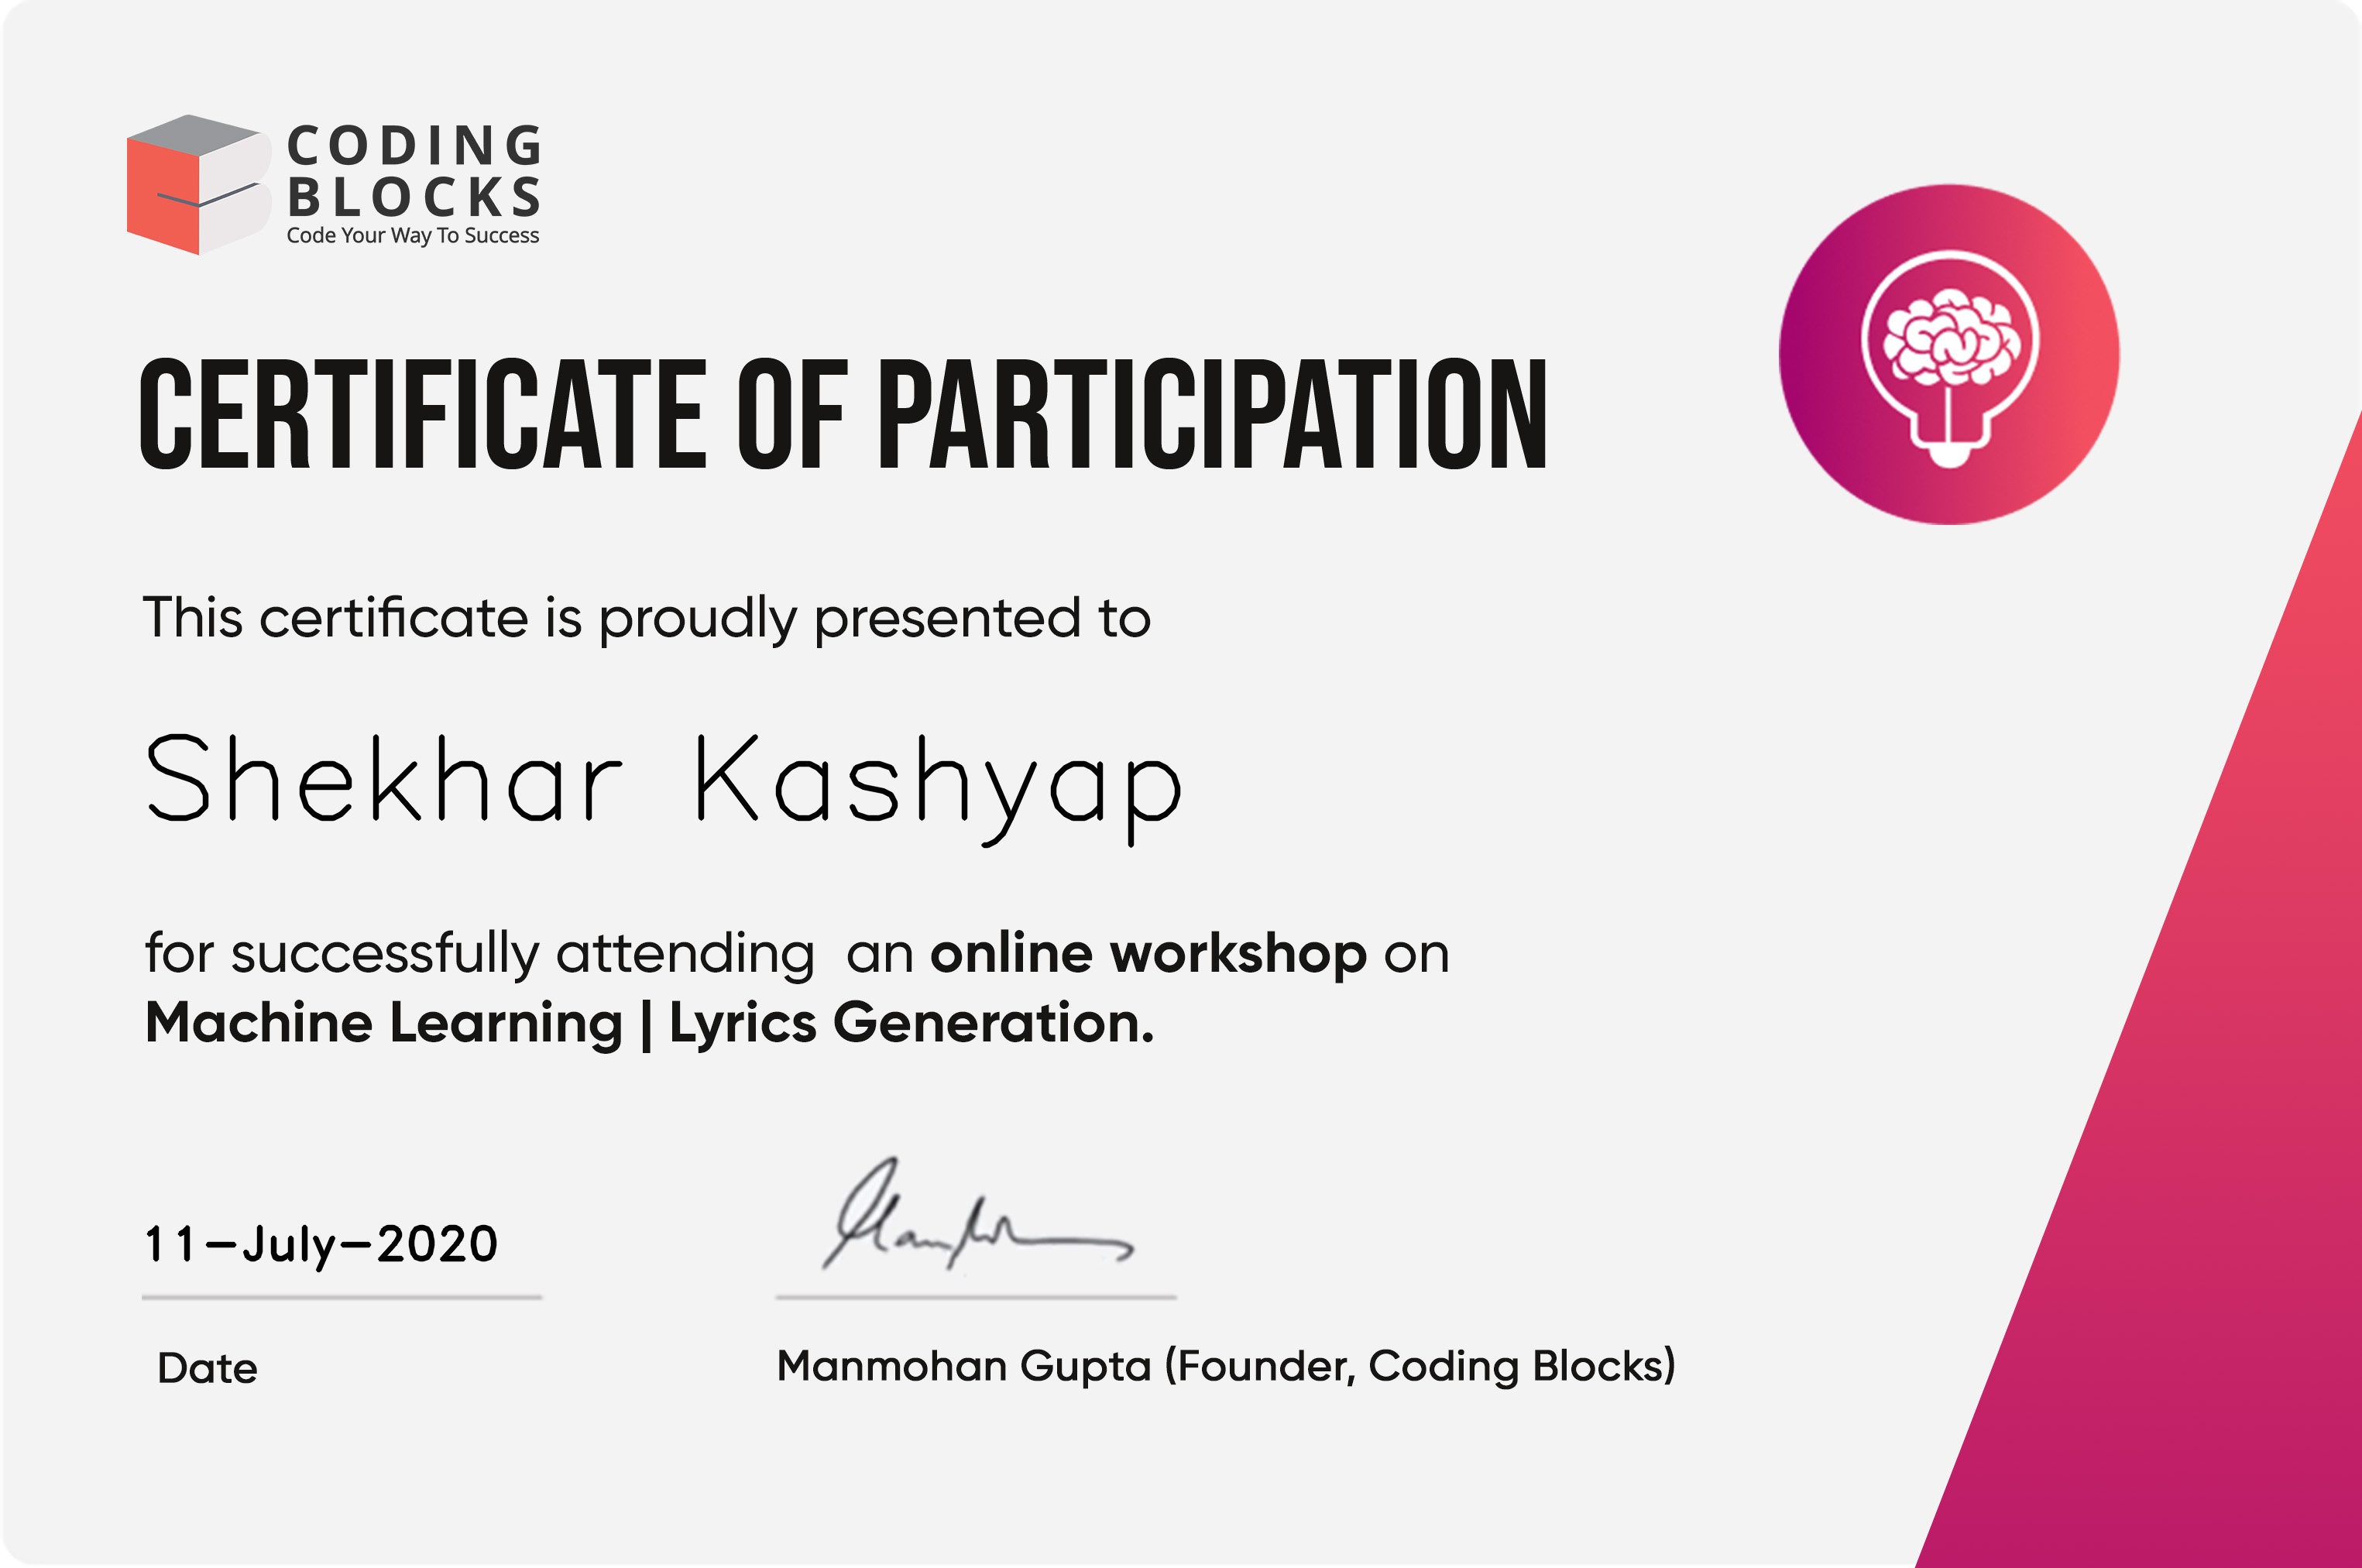 CODING
BLOCKS
Code Your Way To Success
CERTIFICATE OF PARTICIPATION
This certificate is proudly presented to
Shekhar Kashyap
for successfully attending an online workshop on
Machine Learning | Lyrics Generation.
11-July-2020
Date
Manmohan Gupta (Founder, Coding Blocks)